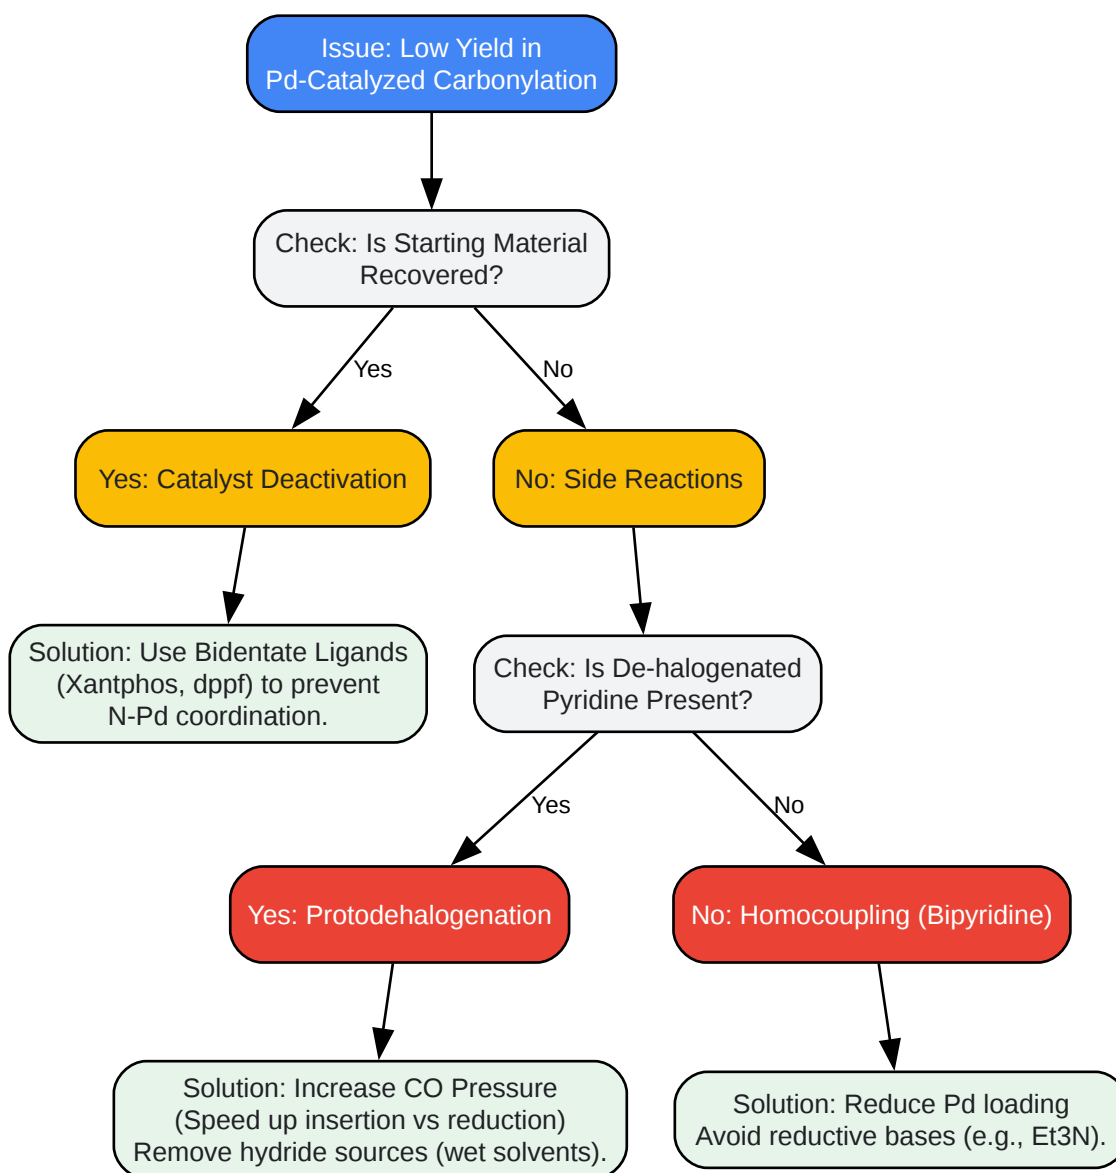 Issue: Low Yield in
Pd-Catalyzed Carbonylation
Check: Is Starting Material
Recovered?
Yes
No
Yes: Catalyst Deactivation
No: Side Reactions
Solution: Use Bidentate Ligands
(Xantphos, dppf) to prevent
N-Pd coordination.
Check: Is De-halogenated
Pyridine Present?
Yes
No
Yes: Protodehalogenation
No: Homocoupling (Bipyridine)
Solution: Increase CO Pressure
(Speed up insertion vs reduction)
Remove hydride sources (wet solvents).
Solution: Reduce Pd loading
Avoid reductive bases (e.g., Et3N).